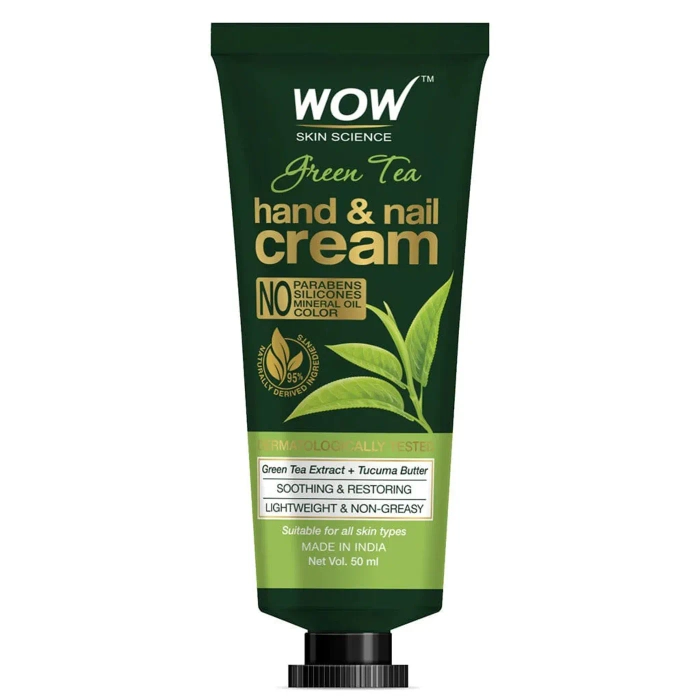 WOW™
SKIN SCIENCE
Green Tea
hand & nail
cream
NO PARABENS
SILICONES
MINERAL OIL
COLOR
95%
NATURALLY DERIVED INGREDIENTS
DERMATOLOGICALLY TESTED
Green Tea Extract + Tucuma Butter
SOOTHING & RESTORING
LIGHTWEIGHT & NON-GREASY
Suitable for all skin types
MADE IN INDIA
Net Vol. 50 ml